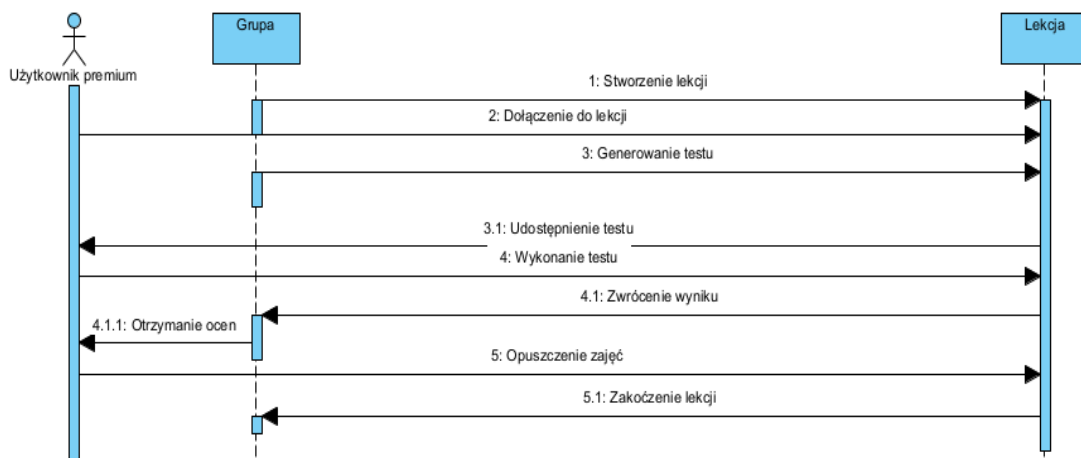 Grupa
Lekcja
Użytkownik premium
1: Stworzenie lekcji
2: Dołączenie do lekcji
3: Generowanie testu
3.1: Udostępnienie testu
4: Wykonanie testu
4.1: Zwrócenie wyniku
4.1.1: Otrzymanie ocen
5: Opuszczenie zajęć
5.1: Zakoćzenie lekcji